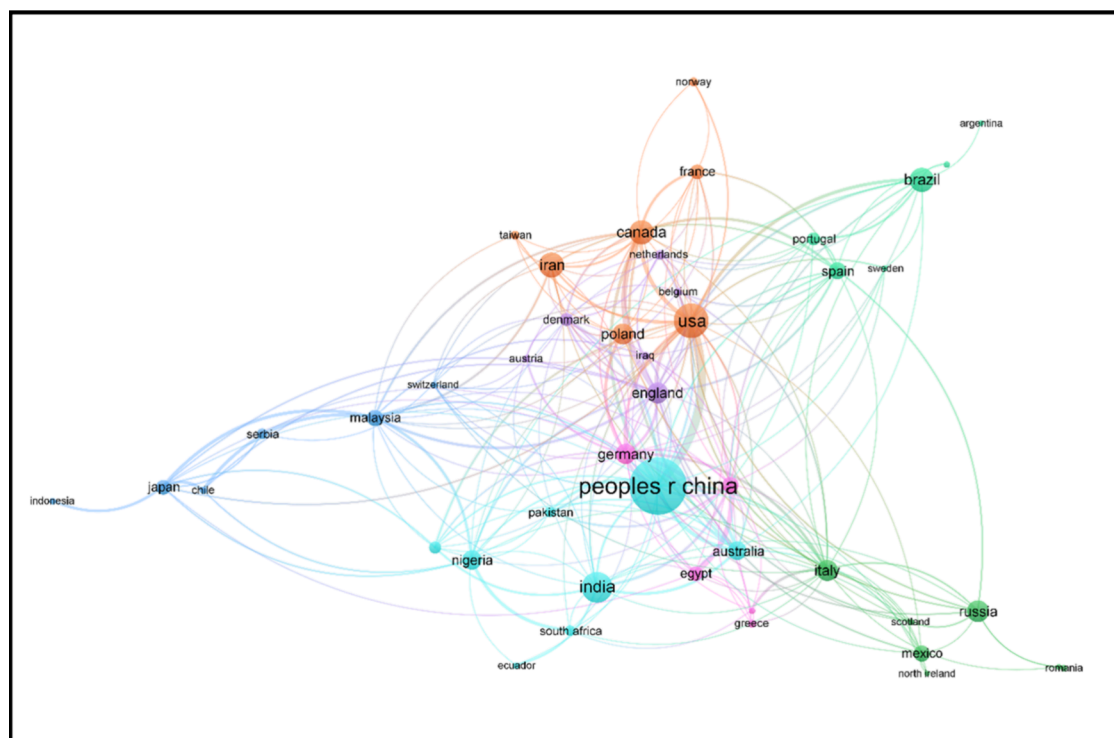 norway
argentina
france
brazil
canada
taiwan
portugal
netherlands
iran
spain
sweden
belgium
denmark
usa
poland
austria
iraq
switzerland
england
malaysia
serbia
germany
japan
chile
peoples r china
indonesia
pakistan
nigeria
australia
egypt
italy
india
russia
greece
scotland
south africa
mexico
ecuador
north ireland
romania